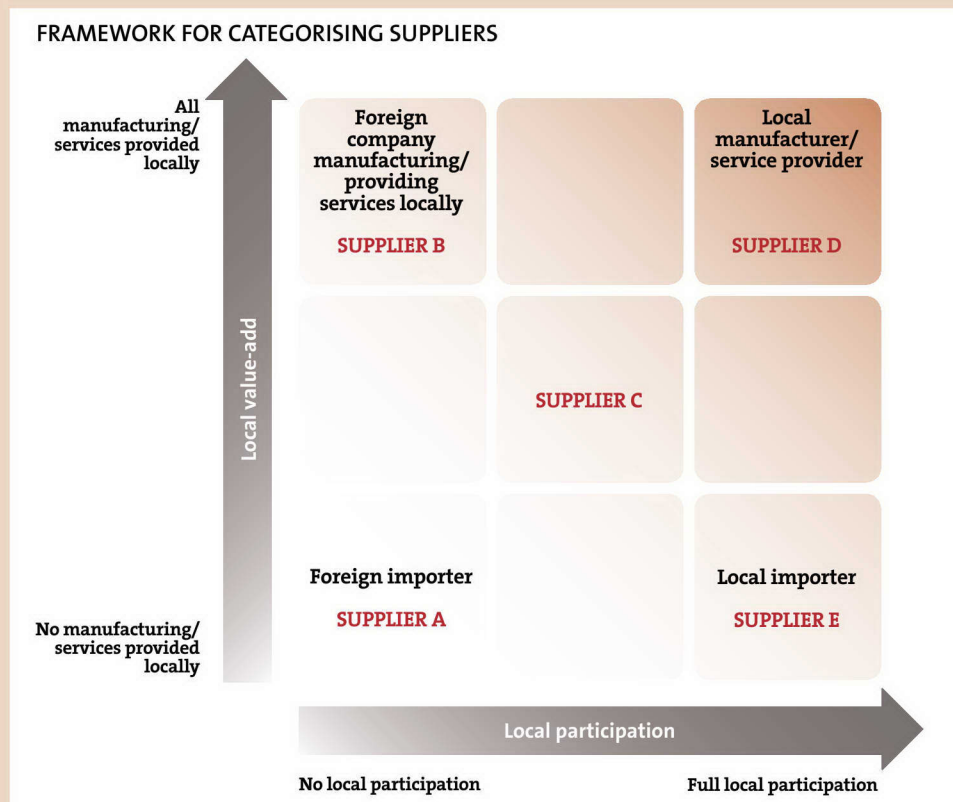 FRAMEWORK FOR CATEGORISING SUPPLIERS
All
manufacturing/
services provided
locally
Foreign
company
manufacturing/
providing
services locally
SUPPLIER B
Local
manufacturer/
service provider
SUPPLIER D
Local value-add
SUPPLIER C
Foreign importer
SUPPLIER A
Local importer
SUPPLIER E
No manufacturing/
services provided
locally
Local participation
No local participation
Full local participation